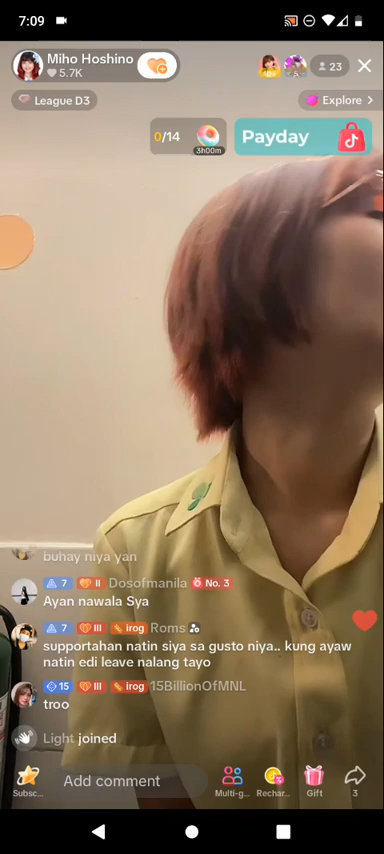 7:09
Miho Hoshino
5.7K
23
League D3
Explore
0/14
3h00m
Payday
buhay niya yan
7 II Dosofmanila No. 3
Ayan nawala Sya
7 III irog Roms
supportahan natin siya sa gusto niya.. kung ayaw
natin edi leave nalang tayo
15 III irog 15BillionOfMNL
troo
Light joined
Add comment
Subsc...
Multi-g...
Rechar...
Gift
3